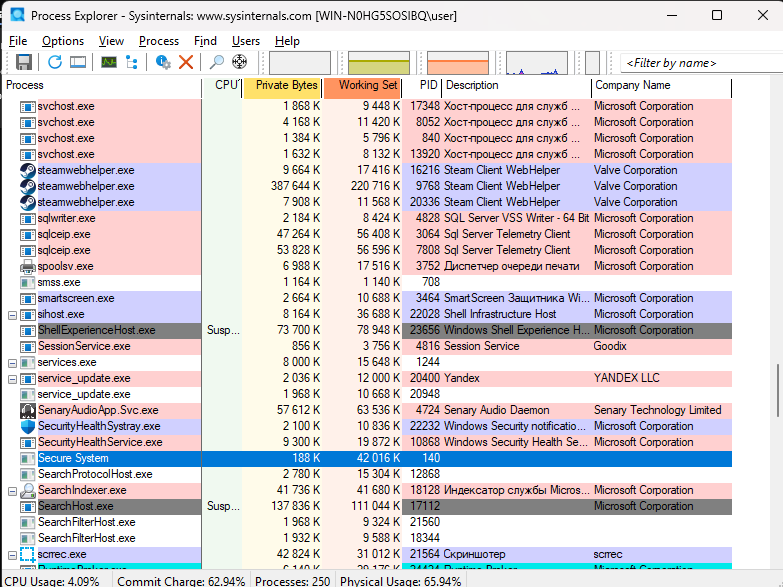 Process Explorer - Sysinternals: www.sysinternals.com [WIN-N0HG5SOSIBQ\user]
File Options View Process Find Users Help
<Filter by name>
Process CPU Private Bytes Working Set PID Description Company Name
svchost.exe 1 868 K 9 448 K 17348 Хост-процесс для служб ... Microsoft Corporation
svchost.exe 4 168 K 11 420 K 8052 Хост-процесс для служб ... Microsoft Corporation
svchost.exe 1 384 K 5 796 K 840 Хост-процесс для служб ... Microsoft Corporation
svchost.exe 1 632 K 8 132 K 13920 Хост-процесс для служб ... Microsoft Corporation
steamwebhelper.exe 9 664 K 17 416 K 16216 Steam Client WebHelper Valve Corporation
steamwebhelper.exe 387 644 K 220 716 K 9768 Steam Client WebHelper Valve Corporation
steamwebhelper.exe 7 908 K 11 568 K 20336 Steam Client WebHelper Valve Corporation
sqlwriter.exe 2 184 K 8 424 K 4828 SQL Server VSS Writer - 64 Bit Microsoft Corporation
sqlceip.exe 47 264 K 56 408 K 3064 Sql Server Telemetry Client Microsoft Corporation
sqlceip.exe 53 828 K 56 596 K 7808 Sql Server Telemetry Client Microsoft Corporation
spoolsv.exe 6 988 K 17 516 K 3752 Диспетчер очереди печати Microsoft Corporation
smss.exe 1 164 K 1 140 K 708
smartscreen.exe 2 664 K 10 688 K 3464 SmartScreen Защитника Wi... Microsoft Corporation
sihost.exe 8 164 K 36 688 K 22028 Shell Infrastructure Host Microsoft Corporation
ShellExperienceHost.exe Susp... 73 700 K 78 948 K 23656 Windows Shell Experience H... Microsoft Corporation
SessionService.exe 856 K 3 756 K 4816 Session Service Goodix
services.exe 8 000 K 15 648 K 1244
service_update.exe 2 036 K 12 000 K 20400 Yandex YANDEX LLC
service_update.exe 1 968 K 10 668 K 20948
SenaryAudioApp.Svc.exe 57 612 K 63 536 K 4724 Senary Audio Daemon Senary Technology Limited
SecurityHealthSystray.exe 2 100 K 10 836 K 22232 Windows Security notificatio... Microsoft Corporation
SecurityHealthService.exe 9 300 K 19 872 K 10868 Windows Security Health Se... Microsoft Corporation
Secure System 188 K 42 016 K 140
SearchProtocolHost.exe 2 780 K 15 304 K 12868
SearchIndexer.exe 41 736 K 41 680 K 18128 Индексатор службы Micros... Microsoft Corporation
SearchHost.exe Susp... 137 836 K 111 044 K 17112 Microsoft Corporation
SearchFilterHost.exe 1 968 K 9 324 K 21560
SearchFilterHost.exe 1 932 K 9 588 K 18344
scrrec.exe 42 824 K 31 012 K 21564 Скриншотер scrrec
CPU Usage: 4.09% Commit Charge: 62.94% Processes: 250 Physical Usage: 65.94%